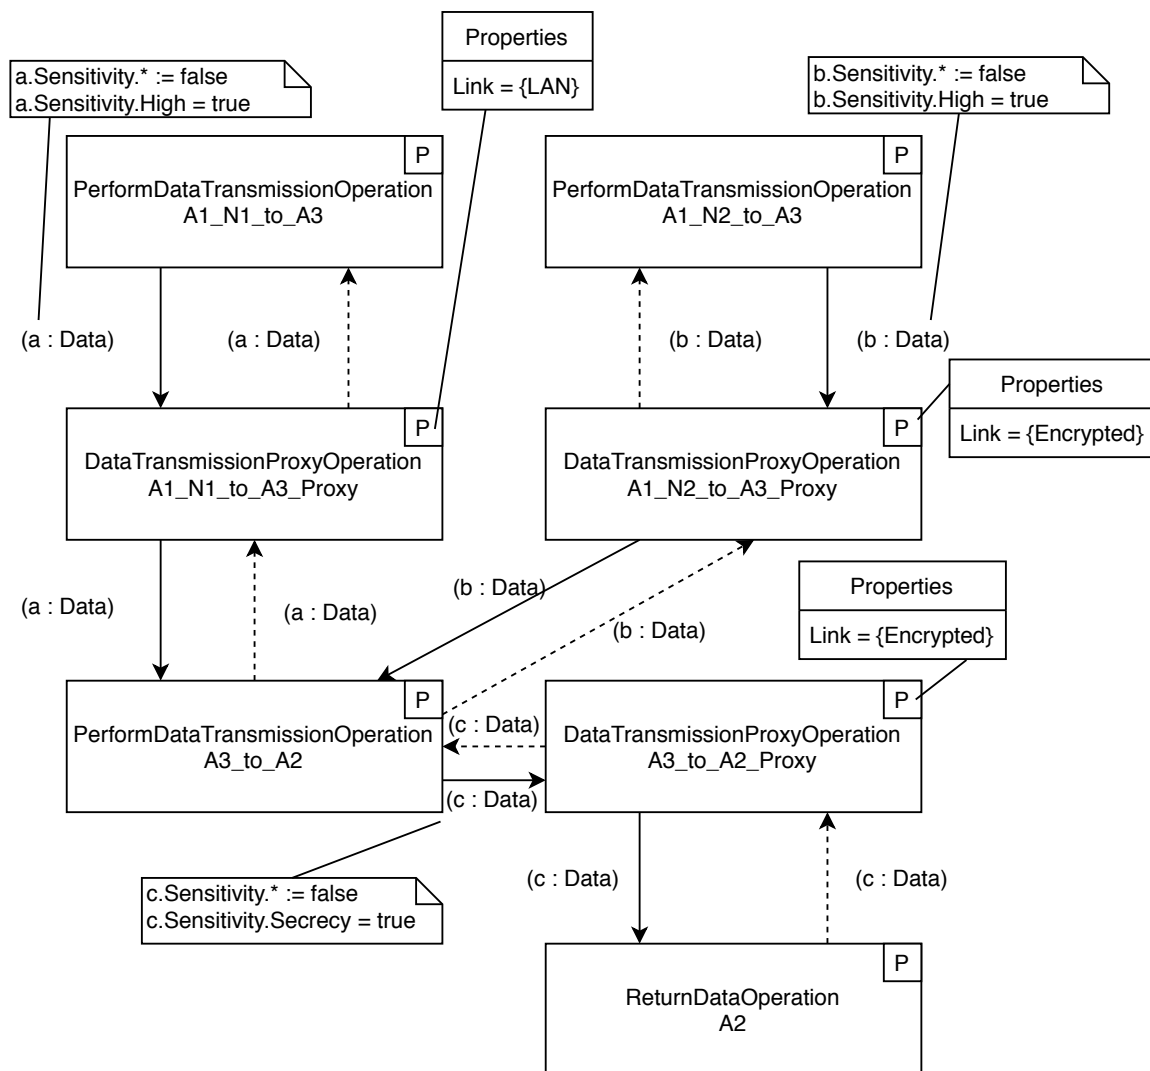 Properties
Link = {LAN}
a.Sensitivity.* := false
a.Sensitivity.High = true
b.Sensitivity.* := false
b.Sensitivity.High = true
P
PerformDataTransmissionOperation
A1_N1_to_A3
P
PerformDataTransmissionOperation
A1_N2_to_A3
(a : Data)
(a : Data)
(b : Data)
(b : Data)
Properties
Link = {Encrypted}
P
DataTransmissionProxyOperation
A1_N1_to_A3_Proxy
P
DataTransmissionProxyOperation
A1_N2_to_A3_Proxy
(a : Data)
(a : Data)
(b : Data)
(b : Data)
Properties
Link = {Encrypted}
P
PerformDataTransmissionOperation
A3_to_A2
(c : Data)
(c : Data)
P
DataTransmissionProxyOperation
A3_to_A2_Proxy
c.Sensitivity.* := false
c.Sensitivity.Secrecy = true
(c : Data)
(c : Data)
P
ReturnDataOperation
A2